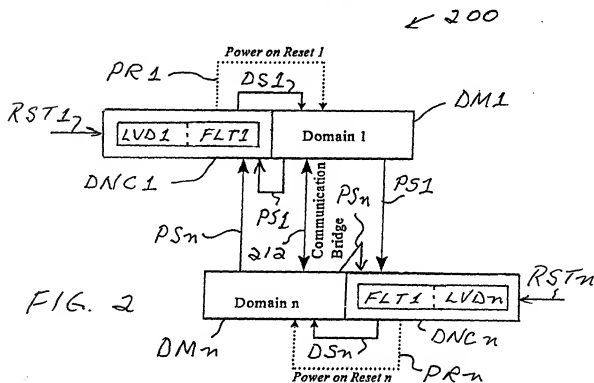 200
Power on Reset 1
PR1
DS1
RST1
LVD1 FLT1
Domain 1
DM1
DNC1
PS1
PS1
PSn
212
Communication
Bridge
PSn
Domain n
FLT1 LVDn
RSTn
FIG. 2
DMn
DSn
DNCn
PRn
Power on Reset n